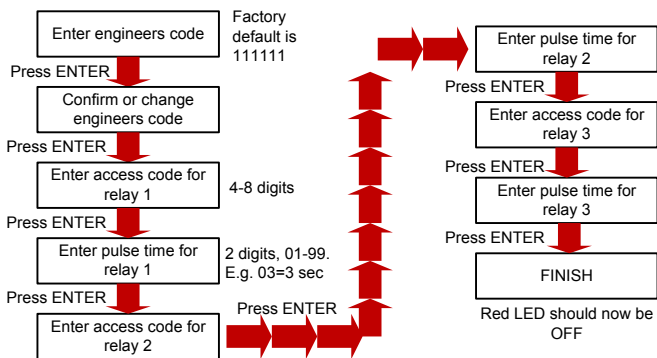 Enter engineers code
Factory
default is
111111
Press ENTER
Confirm or change
engineers code
Press ENTER
Enter access code for
relay 1
4-8 digits
Press ENTER
Enter pulse time for
relay 1
2 digits, 01-99.
E.g. 03=3 sec
Press ENTER
Enter access code for
relay 2
Press ENTER
Enter pulse time for
relay 2
Press ENTER
Enter access code for
relay 3
Press ENTER
Enter pulse time for
relay 3
Press ENTER
FINISH
Red LED should now be
OFF